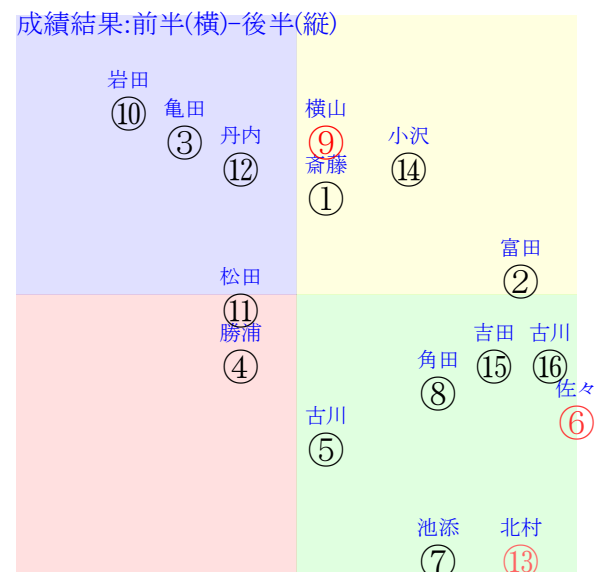 成績結果:前半(横)-後半(縦)
岩田
⑩
亀田
③
丹内
⑫
横山
⑨
小沢
⑭
斎藤
①
富田
②
松田
⑪
勝浦
④
吉田
⑮
古川
⑯
角田
⑧
佐々
⑥
古川
⑤
池添
⑦
北村
⑬